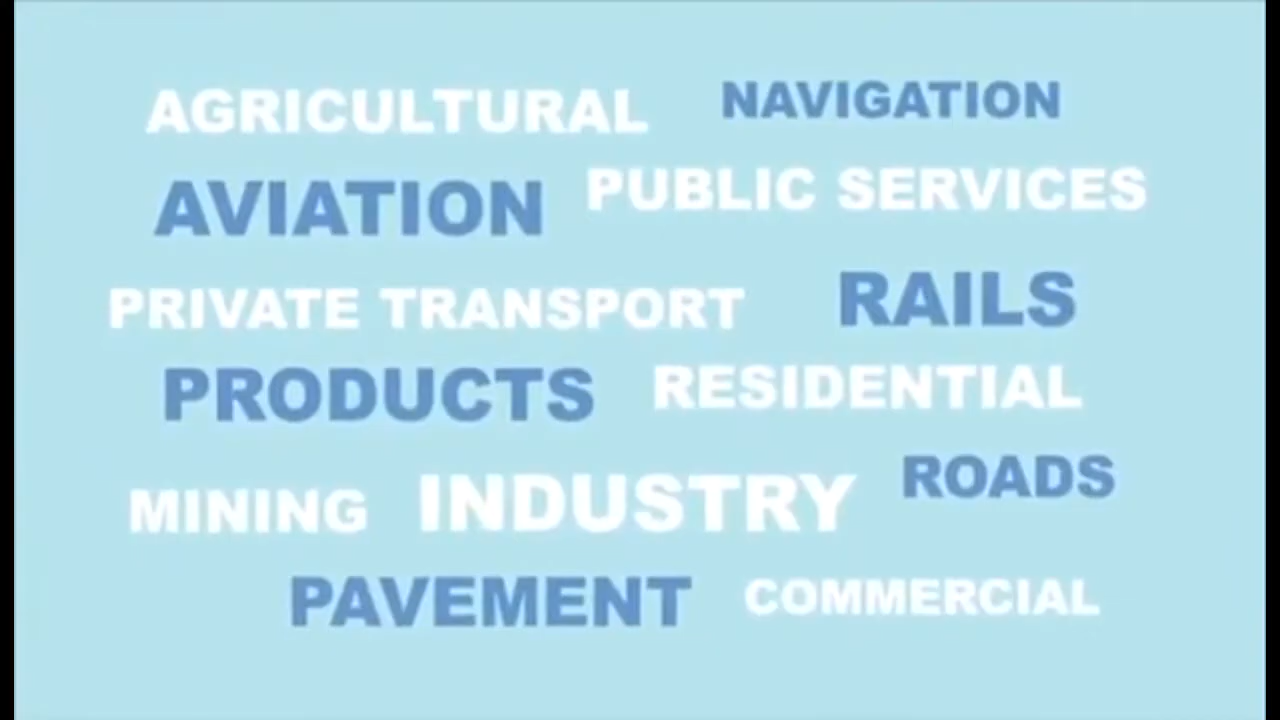 AGRICULTURAL NAVIGATION
AVIATION PUBLIC SERVICES
PRIVATE TRANSPORT RAILS
PRODUCTS RESIDENTIAL
MINING INDUSTRY ROADS
PAVEMENT COMMERCIAL